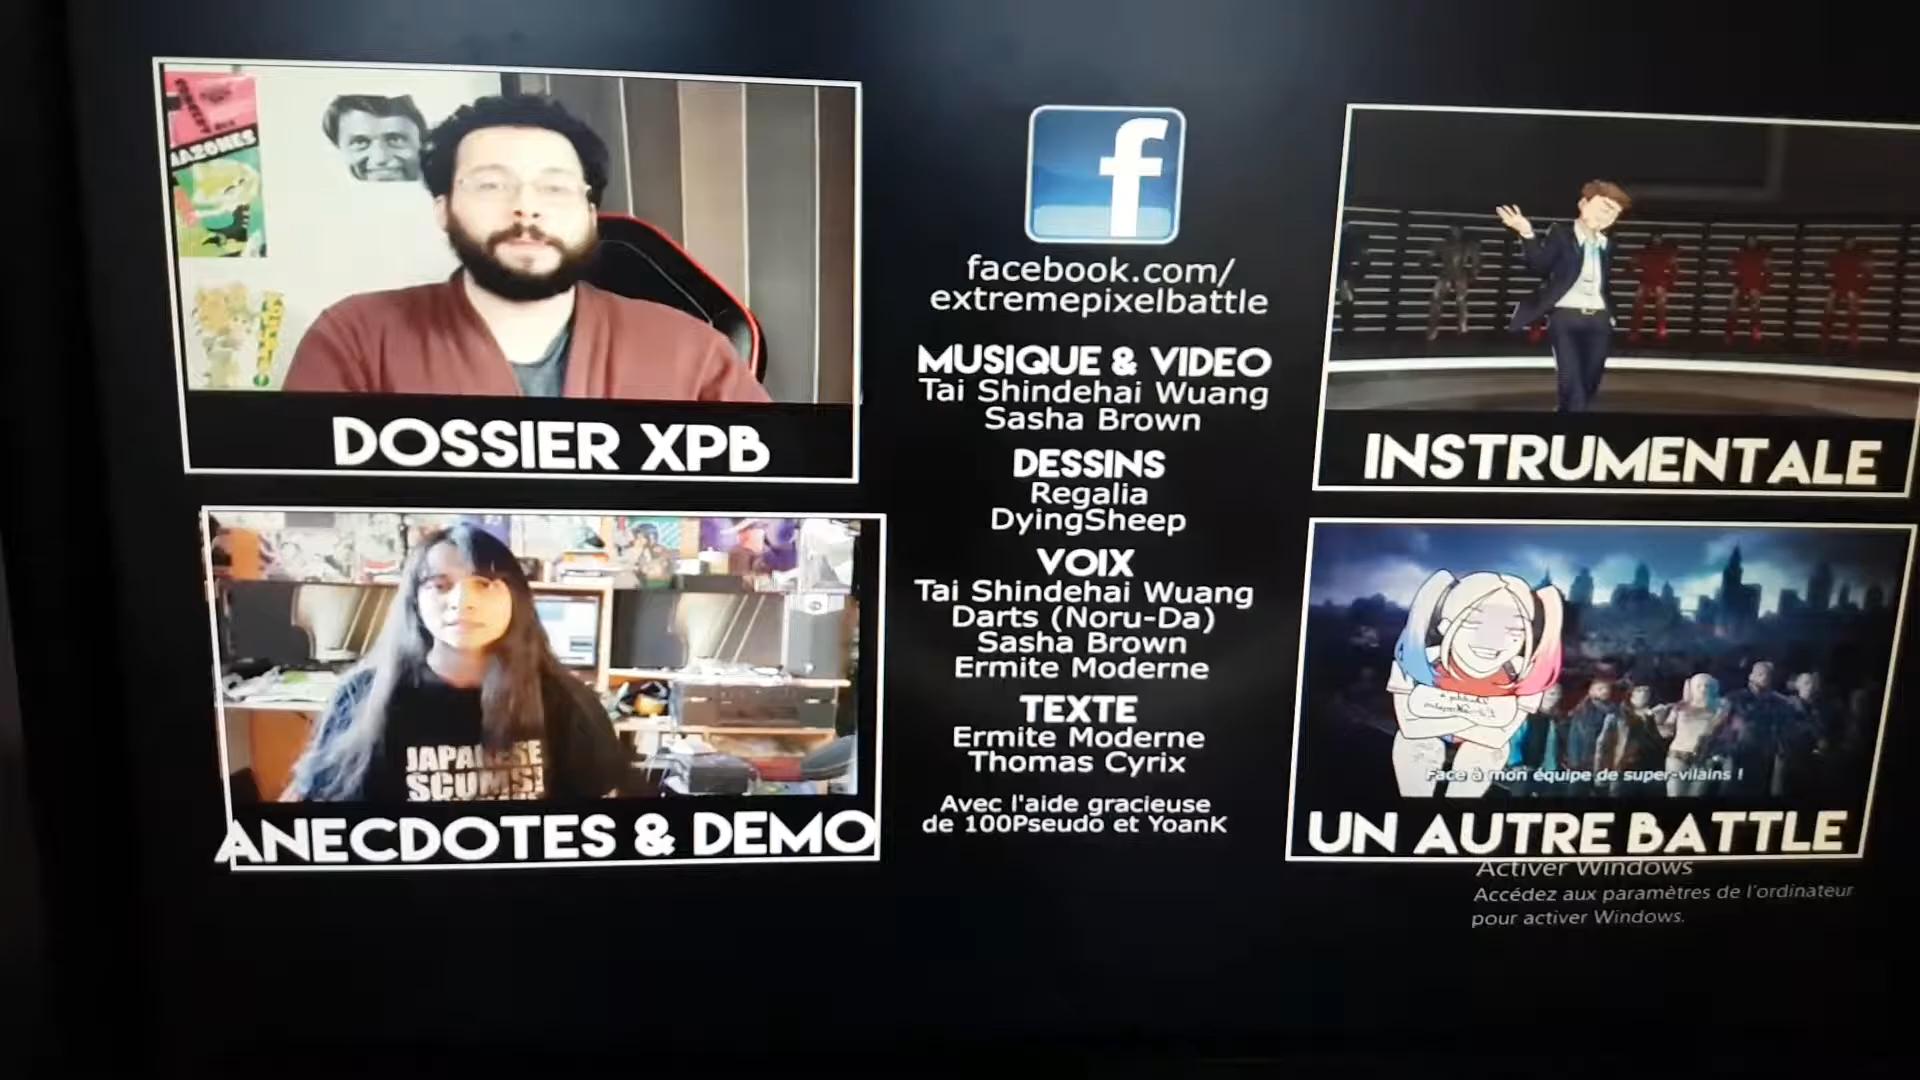 AZONES
DOSSIER XPB
JAPANESE
SCUMS!
ANECDOTES & DEMO
f
facebook.com/
extremepixelbattle
MUSIQUE & VIDEO
Tai Shindehai Wuang
Sasha Brown
DESSINS
Regalia
DyingSheep
VOIX
Tai Shindehai Wuang
Darts (Noru-Da)
Sasha Brown
Ermite Moderne
TEXTE
Ermite Moderne
Thomas Cyrix
Avec l'aide gracieuse
de 100Pseudo et YoanK
INSTRUMENTALE
Face à mon équipe de super-vilains !
UN AUTRE BATTLE
Activer Windows
Accédez aux paramètres de l'ordinateur
pour activer Windows.